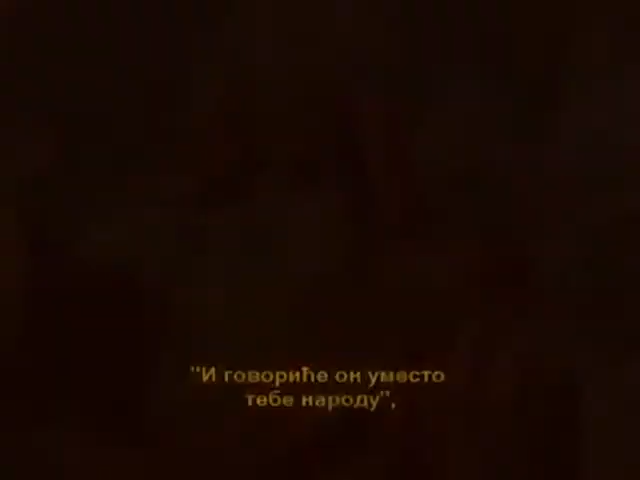 "И говориће он уместо
тебе народу",